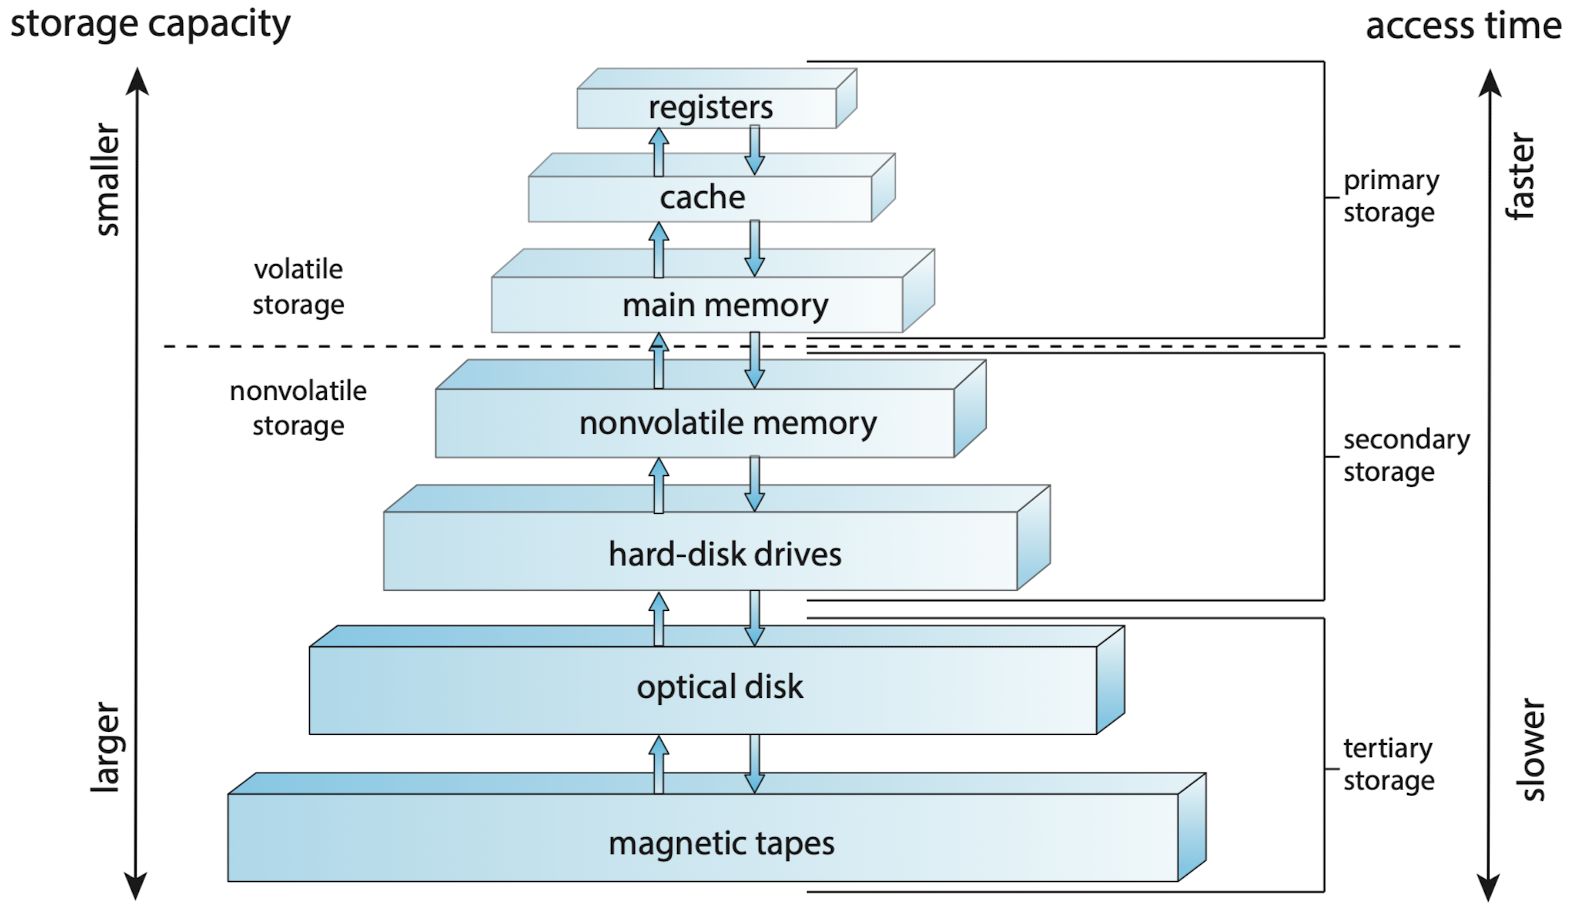 storage capacity
access time
smaller
larger
volatile
storage
nonvolatile
storage
registers
cache
main memory
nonvolatile memory
hard-disk drives
optical disk
magnetic tapes
primary
storage
secondary
storage
tertiary
storage
faster
slower